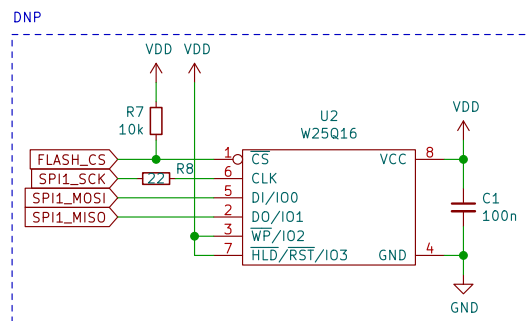 DNP
VDD
VDD
R7
10k
U2
W25Q16
VDD
FLASH_CS
1
CS
VCC
8
SPI1_SCK
22
R8
6
CLK
SPI1_MOSI
5
DI/IO0
C1
100n
SPI1_MISO
2
DO/IO1
3
WP/IO2
7
HLD/RST/IO3
GND
4
GND